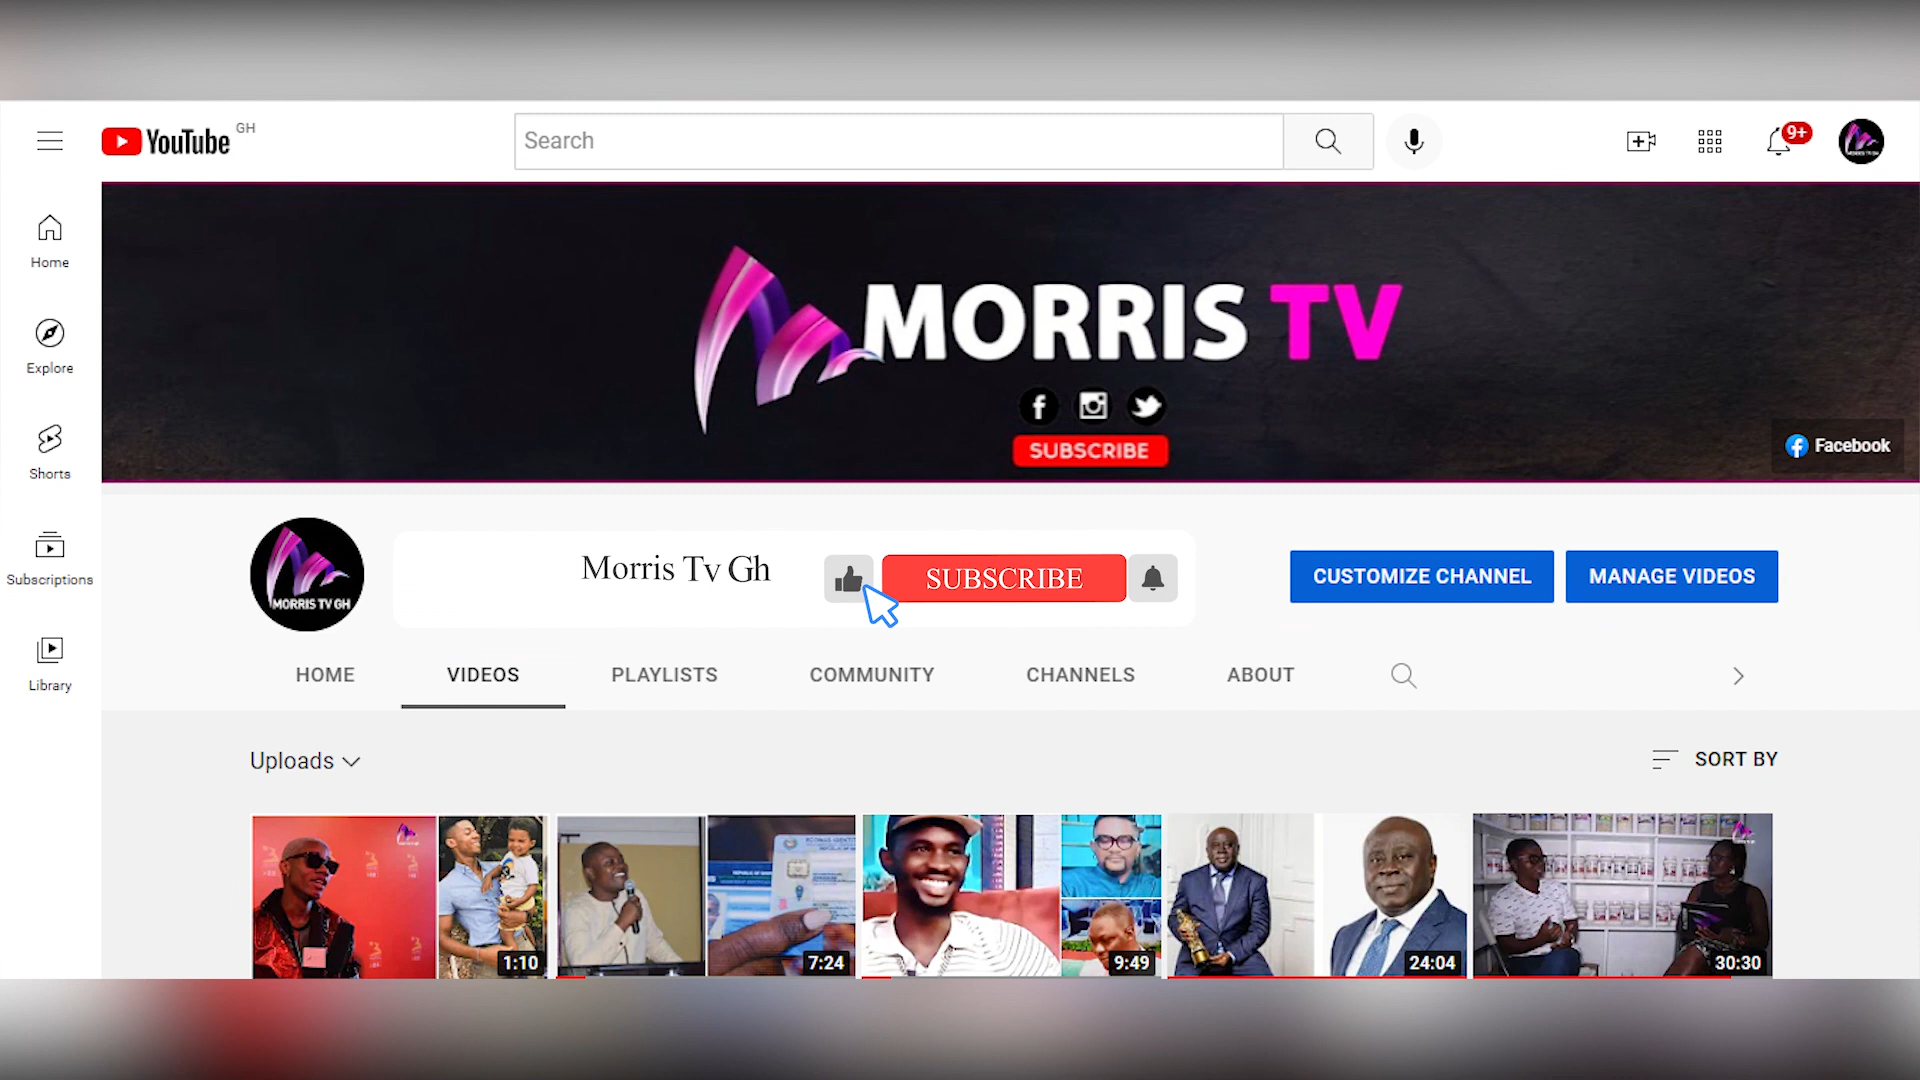 YouTube GH
Search
9+
Home
Explore
Shorts
Subscriptions
Library
MORRIS TV
SUBSCRIBE
Facebook
MORRIS TV GH
Morris Tv Gh
SUBSCRIBE
CUSTOMIZE CHANNEL
MANAGE VIDEOS
HOME
VIDEOS
PLAYLISTS
COMMUNITY
CHANNELS
ABOUT
Uploads
SORT BY
1:10
7:24
9:49
24:04
30:30